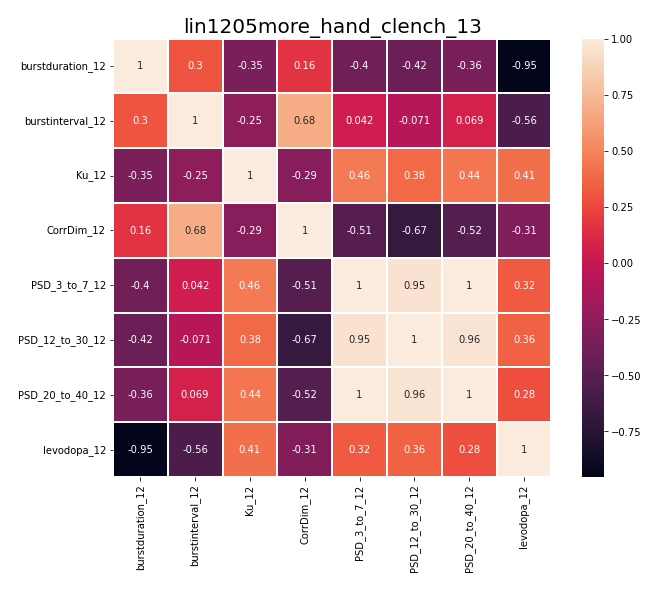 lin1205more_hand_clench_13
burstduration_12 1 0.3 -0.35 0.16 -0.4 -0.42 -0.36 -0.95
burstinterval_12 0.3 1 -0.25 0.68 0.042 -0.071 0.069 -0.56
Ku_12 -0.35 -0.25 1 -0.29 0.46 0.38 0.44 0.41
CorrDim_12 0.16 0.68 -0.29 1 -0.51 -0.67 -0.52 -0.31
PSD_3_to_7_12 -0.4 0.042 0.46 -0.51 1 0.95 1 0.32
PSD_12_to_30_12 -0.42 -0.071 0.38 -0.67 0.95 1 0.96 0.36
PSD_20_to_40_12 -0.36 0.069 0.44 -0.52 1 0.96 1 0.28
levodopa_12 -0.95 -0.56 0.41 -0.31 0.32 0.36 0.28 1
burstduration_12
burstinterval_12
Ku_12
CorrDim_12
PSD_3_to_7_12
PSD_12_to_30_12
PSD_20_to_40_12
levodopa_12
1.00
0.75
0.50
0.25
0.00
−0.25
−0.50
−0.75